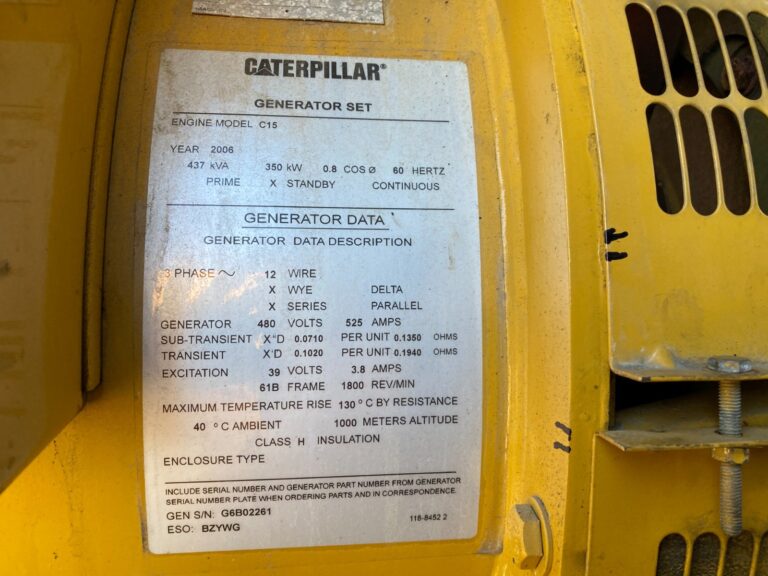 CATERPILLAR®
GENERATOR SET
ENGINE MODEL C15
YEAR 2006
437 kVA 350 kW 0.8 COS Ø 60 HERTZ
PRIME X STANDBY CONTINUOUS
GENERATOR DATA
GENERATOR DATA DESCRIPTION
3 PHASE ~ 12 WIRE
X WYE DELTA
X SERIES PARALLEL
GENERATOR 480 VOLTS 525 AMPS
SUB-TRANSIENT X"D 0.0710 PER UNIT 0.1350 OHMS
TRANSIENT X'D 0.1020 PER UNIT 0.1940 OHMS
EXCITATION 39 VOLTS 3.8 AMPS
61B FRAME 1800 REV/MIN
MAXIMUM TEMPERATURE RISE 130 °C BY RESISTANCE
40 °C AMBIENT 1000 METERS ALTITUDE
CLASS H INSULATION
ENCLOSURE TYPE
INCLUDE SERIAL NUMBER AND GENERATOR PART NUMBER FROM GENERATOR
SERIAL NUMBER PLATE WHEN ORDERING PARTS AND IN CORRESPONDENCE.
GEN S/N: G6B02261
ESO: BZYWG
118-8452 2